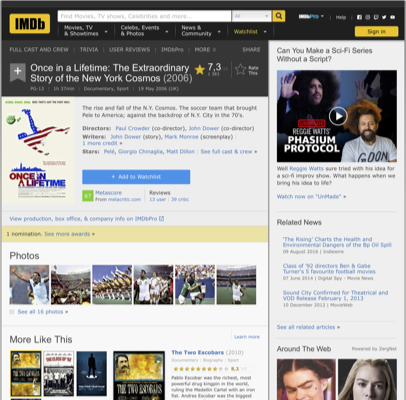 IMDb
Find Movies, TV shows, Celebrities and more...
All
IMDbPro
Help
Movies, TV
& Showtimes
Celebs, Events
& Photos
News &
Community
Watchlist
Sign in
FULL CAST AND CREW | TRIVIA | USER REVIEWS | IMDbPro | MORE
SHARE
Once in a Lifetime: The Extraordinary
Story of the New York Cosmos (2006)
7,3
Rate
This
PG-13 | 1h 37min | Documentary, Sport | 19 May 2006 (UK)
ONCE IN A
LIFETIME
The rise and fall of the N.Y. Cosmos. The soccer team that brought
Pele to America; against the backdrop of N.Y. City in the 70's.
Directors: Paul Crowder (co-director), John Dower (co-director)
Writers: John Dower (story), Mark Monroe (screenplay) |
1 more credit »
Stars: Pelé, Giorgio Chinaglia, Matt Dillon | See full cast & crew »
+ Add to Watchlist
67
Metascore
From metacritic.com
Reviews
13 user | 39 critic
View production, box office, & company info on IMDbPro
1 nomination. See more awards »
Photos
See all 16 photos »
More Like This
Learn more
The Two Escobars (2010)
Documentary | Biography | Sport
Pablo Escobar was the richest, most
powerful drug kingpin in the world,
ruling the Medellín Cartel with an iron
fist. Andres Escobar was the biggest
Can You Make a Sci-Fi Series
Without a Script?
REGGIE WATTS'
PHASIUM
PROTOCOL
Well Reggie Watts sure tried with his idea for
a sci-fi improv show. What happens when we
bring his idea to life?
Watch now on "UnMade" »
Related News
'The Rising' Charts the Health and
Environmental Dangers of the Bp Oil Spill
09 August 2016 | Indiewire
Class of '92 directors Ben & Gabe
Turner's 5 favourite football movies
07 June 2016 | Digital Spy - Movie News
Sound City Confirmed for Theatrical and
VOD Release February 1, 2013
10 December 2012 | MovieWeb
See all related articles »
Around The Web
Powered by ZergNet